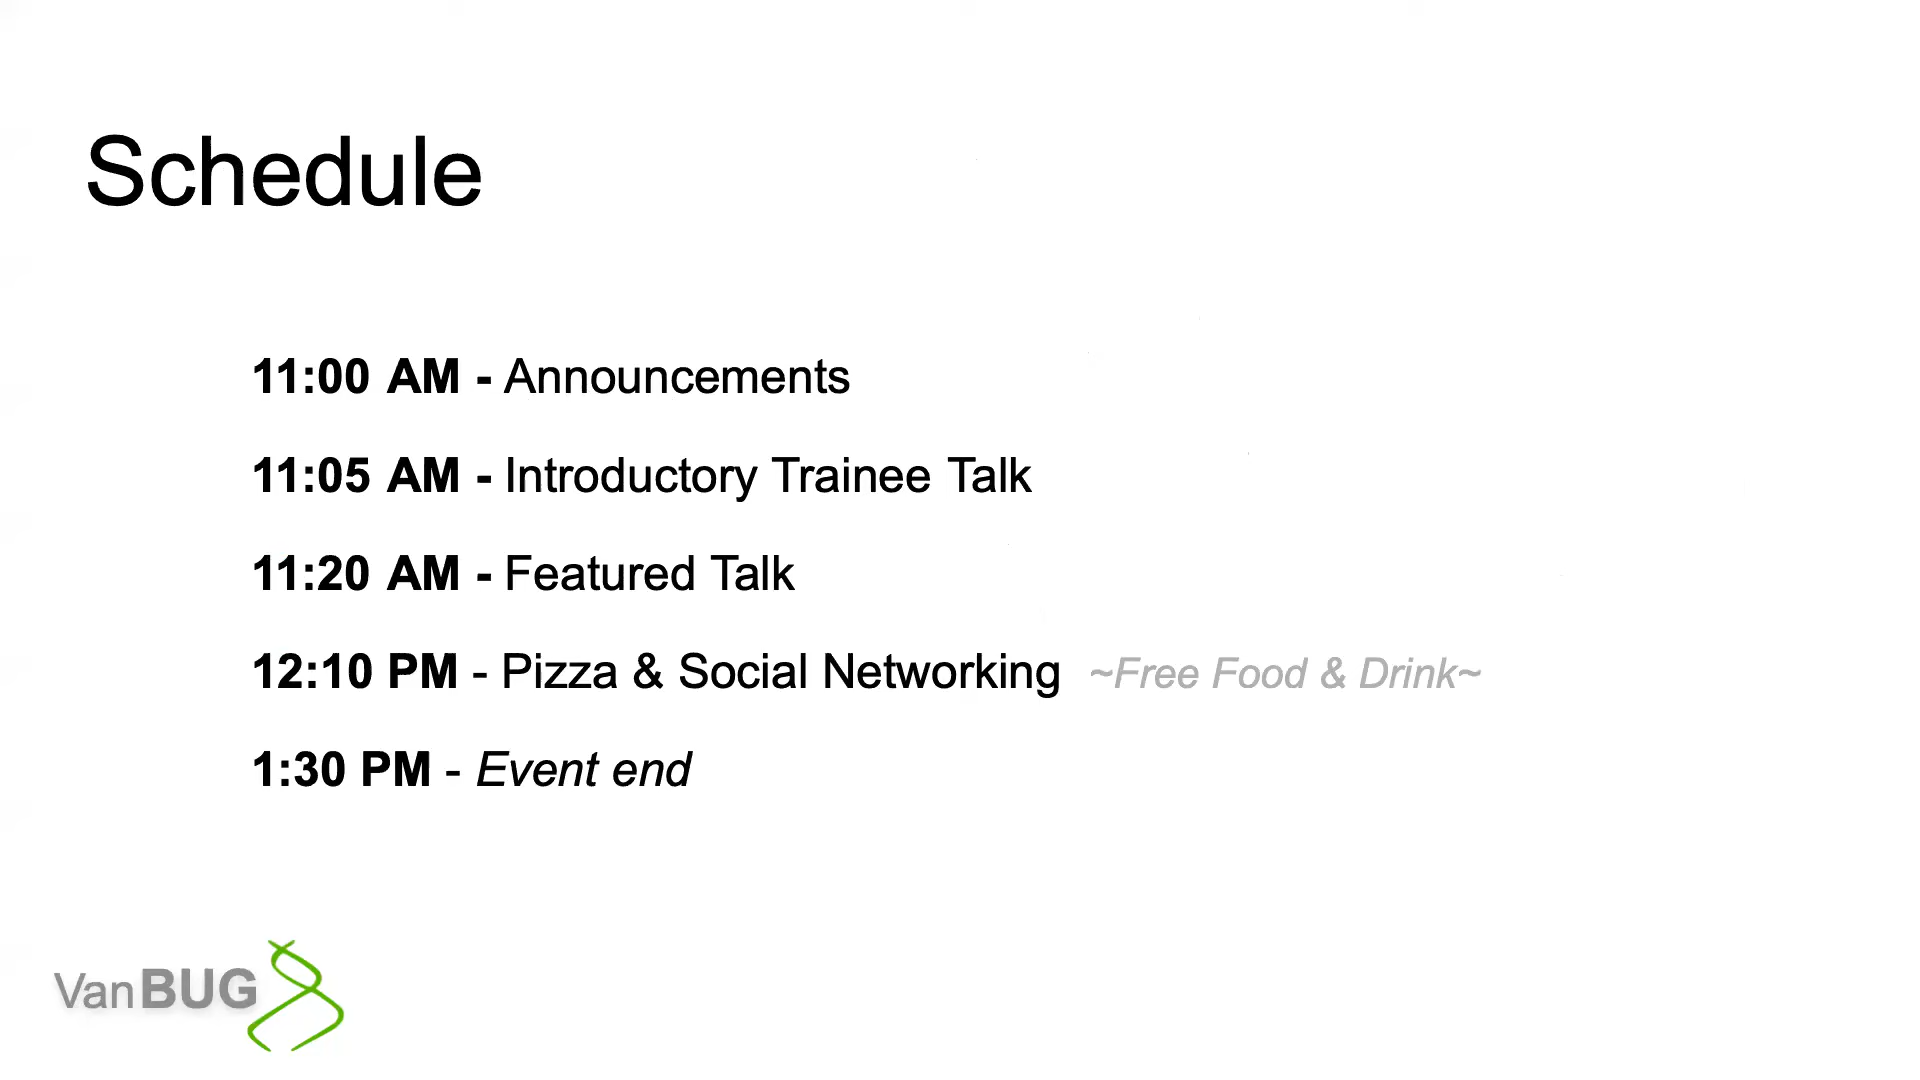 Schedule
11:00 AM - Announcements
11:05 AM - Introductory Trainee Talk
11:20 AM - Featured Talk
12:10 PM - Pizza & Social Networking ~Free Food & Drink~
1:30 PM - Event end
VanBUG